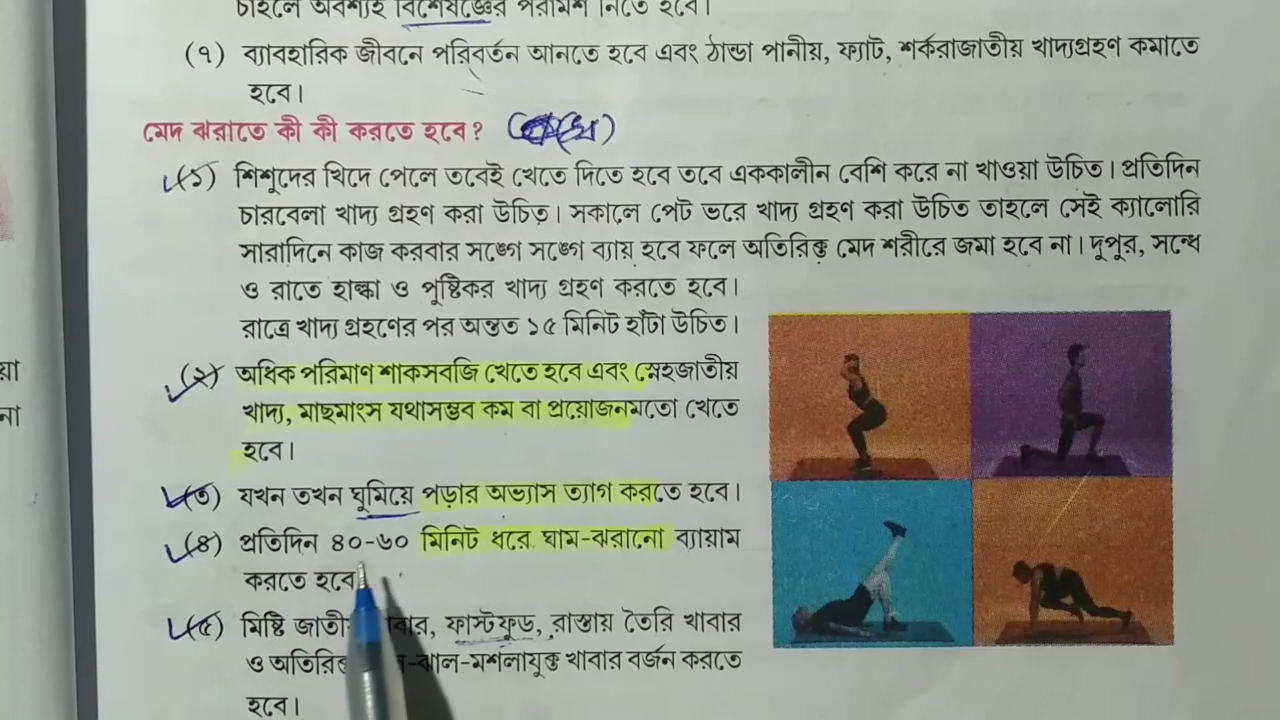 চাহলে অবশ্যই বিশেষজ্ঞের পরামর্শ নিতে হবে।
(৭) ব্যাবহারিক জীবনে পরিবর্তন আনতে হবে এবং ঠান্ডা পানীয়, ফ্যাট, শর্করাজাতীয় খাদ্যগ্রহণ কমাতে
হবে।
মেদ ঝরাতে কী কী করতে হবে?
(১) শিশুদের খিদে পেলে তবেই খেতে দিতে হবে তবে এককালীন বেশি করে না খাওয়া উচিত। প্রতিদিন
চারবেলা খাদ্য গ্রহণ করা উচিত। সকালে পেট ভরে খাদ্য গ্রহণ করা উচিত তাহলে সেই ক্যালোরি
সারাদিনে কাজ করবার সঙ্গে সঙ্গে ব্যায় হবে ফলে অতিরিক্ত মেদ শরীরে জমা হবে না। দুপুর, সন্ধে
ও রাতে হাল্কা ও পুষ্টিকর খাদ্য গ্রহণ করতে হবে।
রাত্রে খাদ্য গ্রহণের পর অন্তত ১৫ মিনিট হাঁটা উচিত।
(২) অধিক পরিমাণ শাকসবজি খেতে হবে এবং স্নেহজাতীয়
খাদ্য, মাছমাংস যথাসম্ভব কম বা প্রয়োজনমতো খেতে
হবে।
(৩) যখন তখন ঘুমিয়ে পড়ার অভ্যাস ত্যাগ করতে হবে।
(৪) প্রতিদিন ৪০-৬০ মিনিট ধরে ঘাম-ঝরানো ব্যায়াম
করতে হবে
(৫) মিষ্টি জাতী বার, ফাস্টফুড, রাস্তায় তৈরি খাবার
ও অতিরিক্ত -ঝাল-মশলাযুক্ত খাবার বর্জন করতে
হবে।
য়া
না